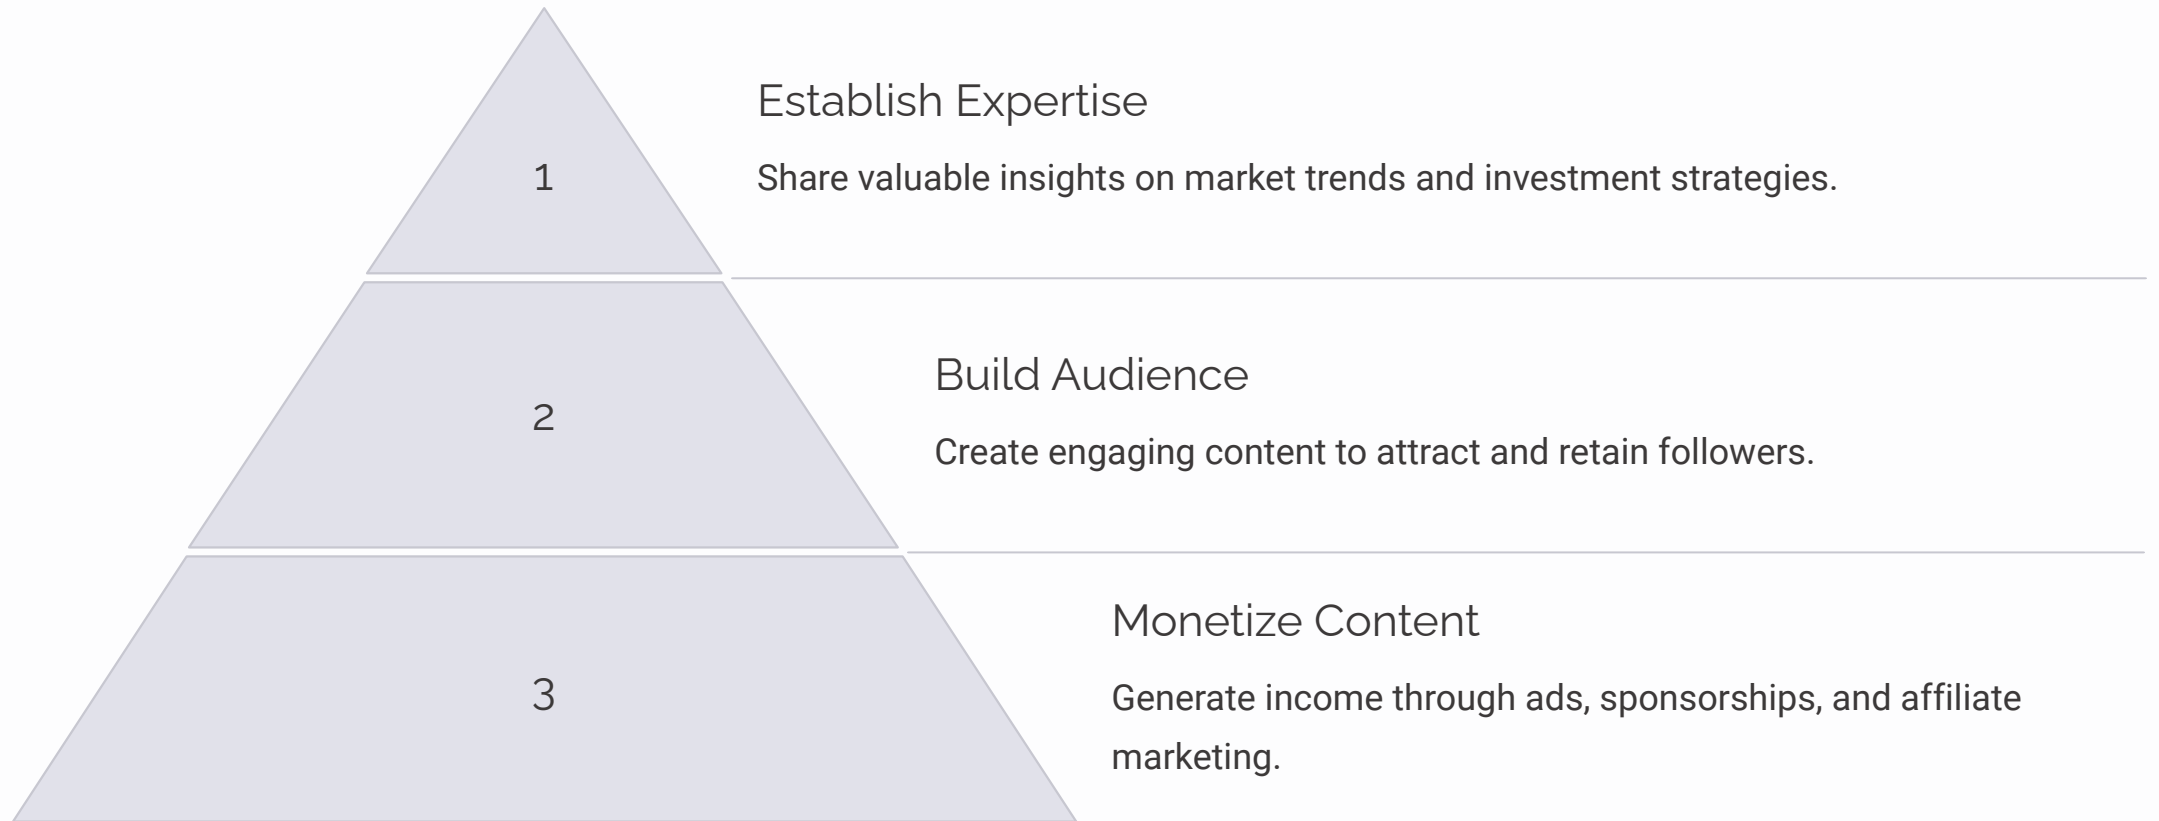 Establish Expertise
1
Share valuable insights on market trends and investment strategies.
Build Audience
2
Create engaging content to attract and retain followers.
Monetize Content
3
Generate income through ads, sponsorships, and affiliate
marketing.